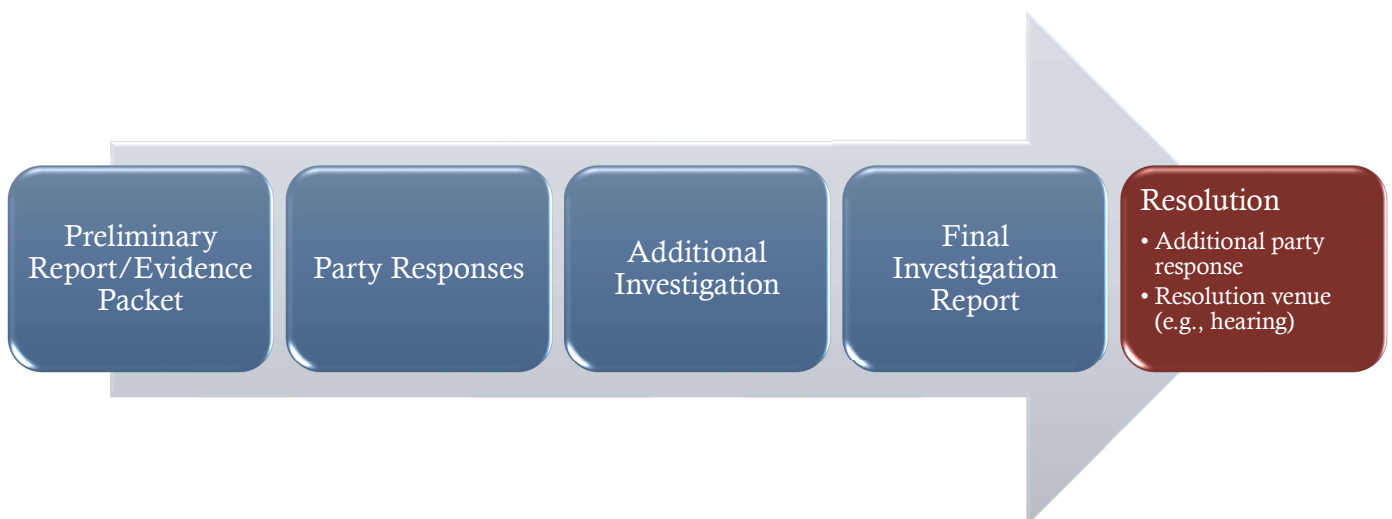 Preliminary
Report/Evidence
Packet
Party Responses
Additional
Investigation
Final
Investigation
Report
Resolution
• Additional party
response
• Resolution venue
(e.g., hearing)